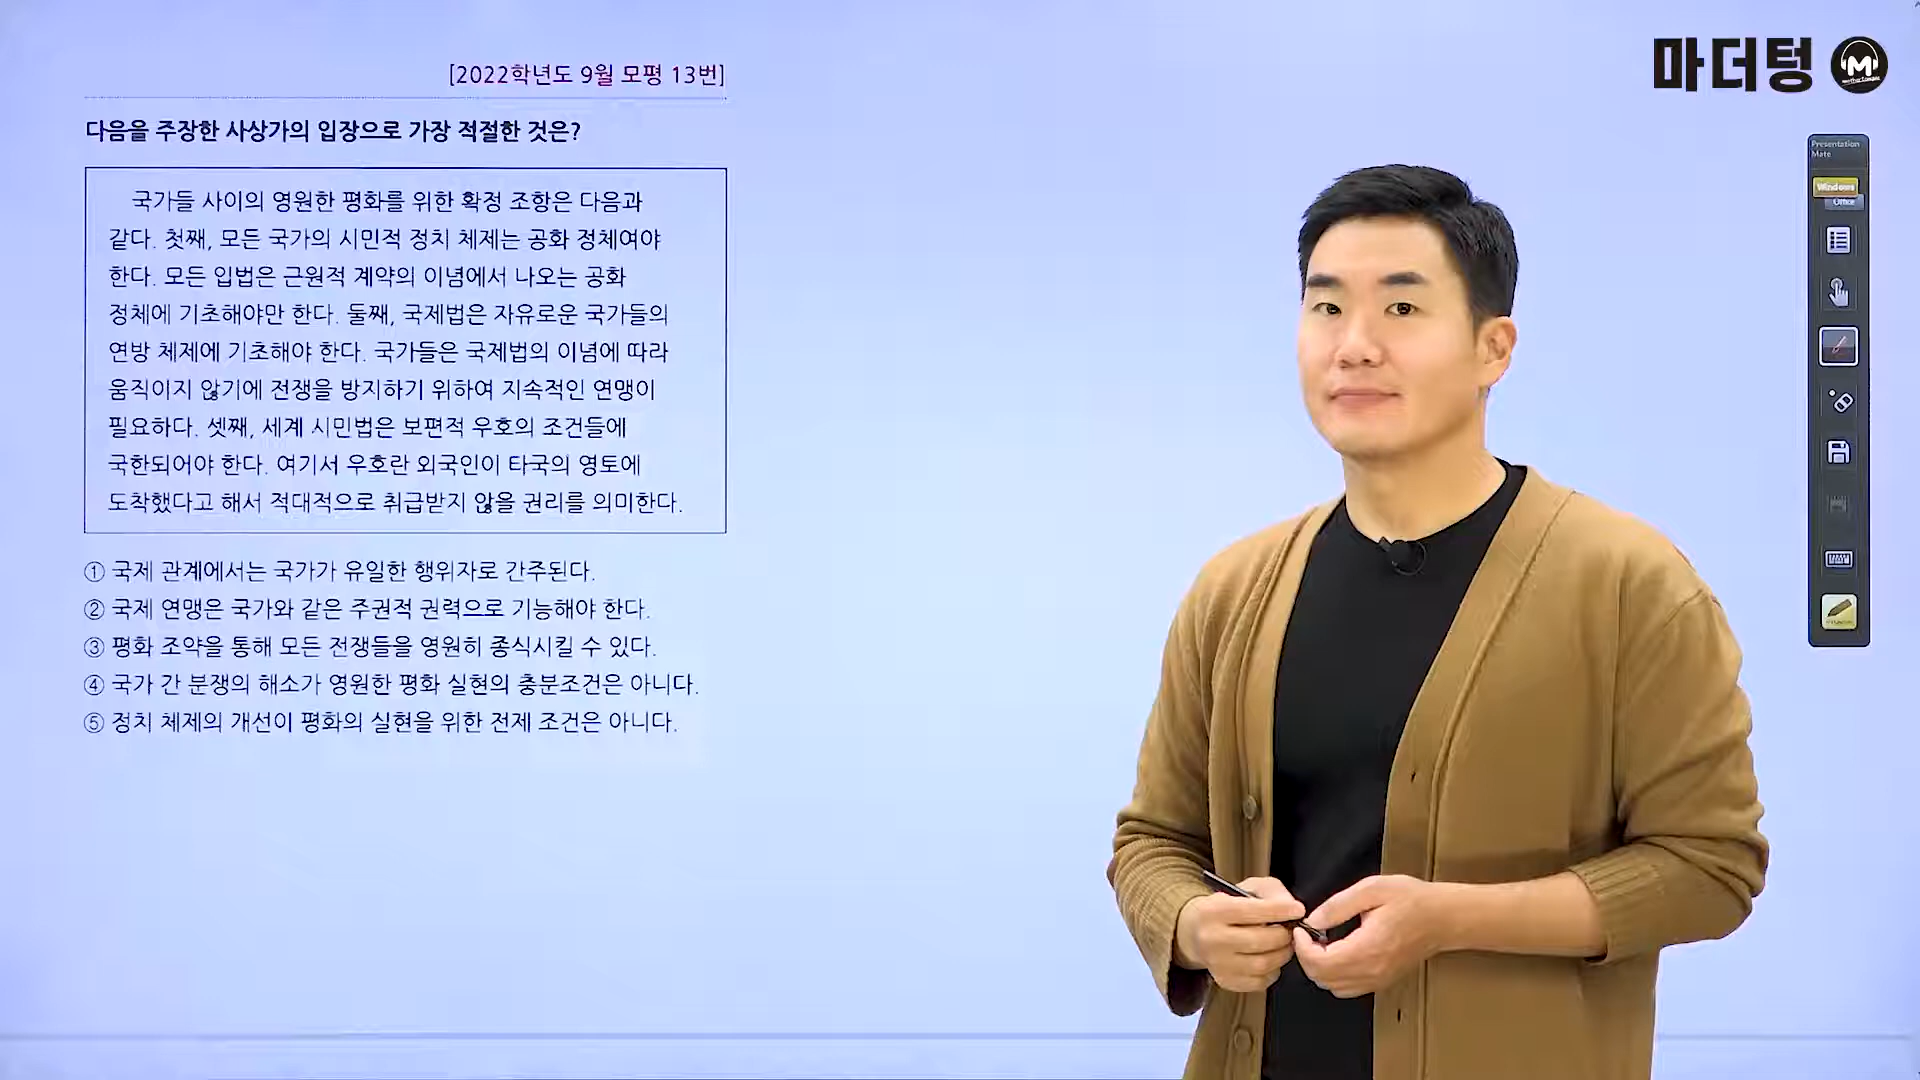 [2022학년도 9월 모평 13번]
마더텅
M
다음을 주장한 사상가의 입장으로 가장 적절한 것은?
Presentation
Mate
Windows
Office
국가들 사이의 영원한 평화를 위한 확정 조항은 다음과
같다. 첫째, 모든 국가의 시민적 정치 체제는 공화 정체여야
한다. 모든 입법은 근원적 계약의 이념에서 나오는 공화
정체에 기초해야만 한다. 둘째, 국제법은 자유로운 국가들의
연방 체제에 기초해야 한다. 국가들은 국제법의 이념에 따라
움직이지 않기에 전쟁을 방지하기 위하여 지속적인 연맹이
필요하다. 셋째, 세계 시민법은 보편적 우호의 조건들에
국한되어야 한다. 여기서 우호란 외국인이 타국의 영토에
도착했다고 해서 적대적으로 취급받지 않을 권리를 의미한다.
① 국제 관계에서는 국가가 유일한 행위자로 간주된다.
② 국제 연맹은 국가와 같은 주권적 권력으로 기능해야 한다.
③ 평화 조약을 통해 모든 전쟁들을 영원히 종식시킬 수 있다.
④ 국가 간 분쟁의 해소가 영원한 평화 실현의 충분조건은 아니다.
⑤ 정치 체제의 개선이 평화의 실현을 위한 전제 조건은 아니다.